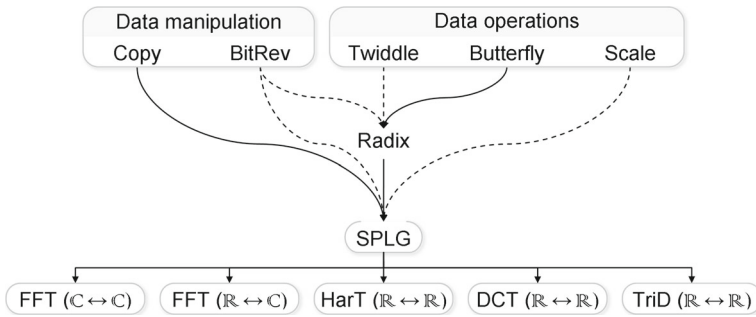 Data manipulation
Copy BitRev
Data operations
Twiddle Butterfly Scale
Radix
SPLG
FFT (ℂ ↔ ℂ)
FFT (ℝ ↔ ℂ)
HarT (ℝ ↔ ℝ)
DCT (ℝ ↔ ℝ)
TriD (ℝ ↔ ℝ)